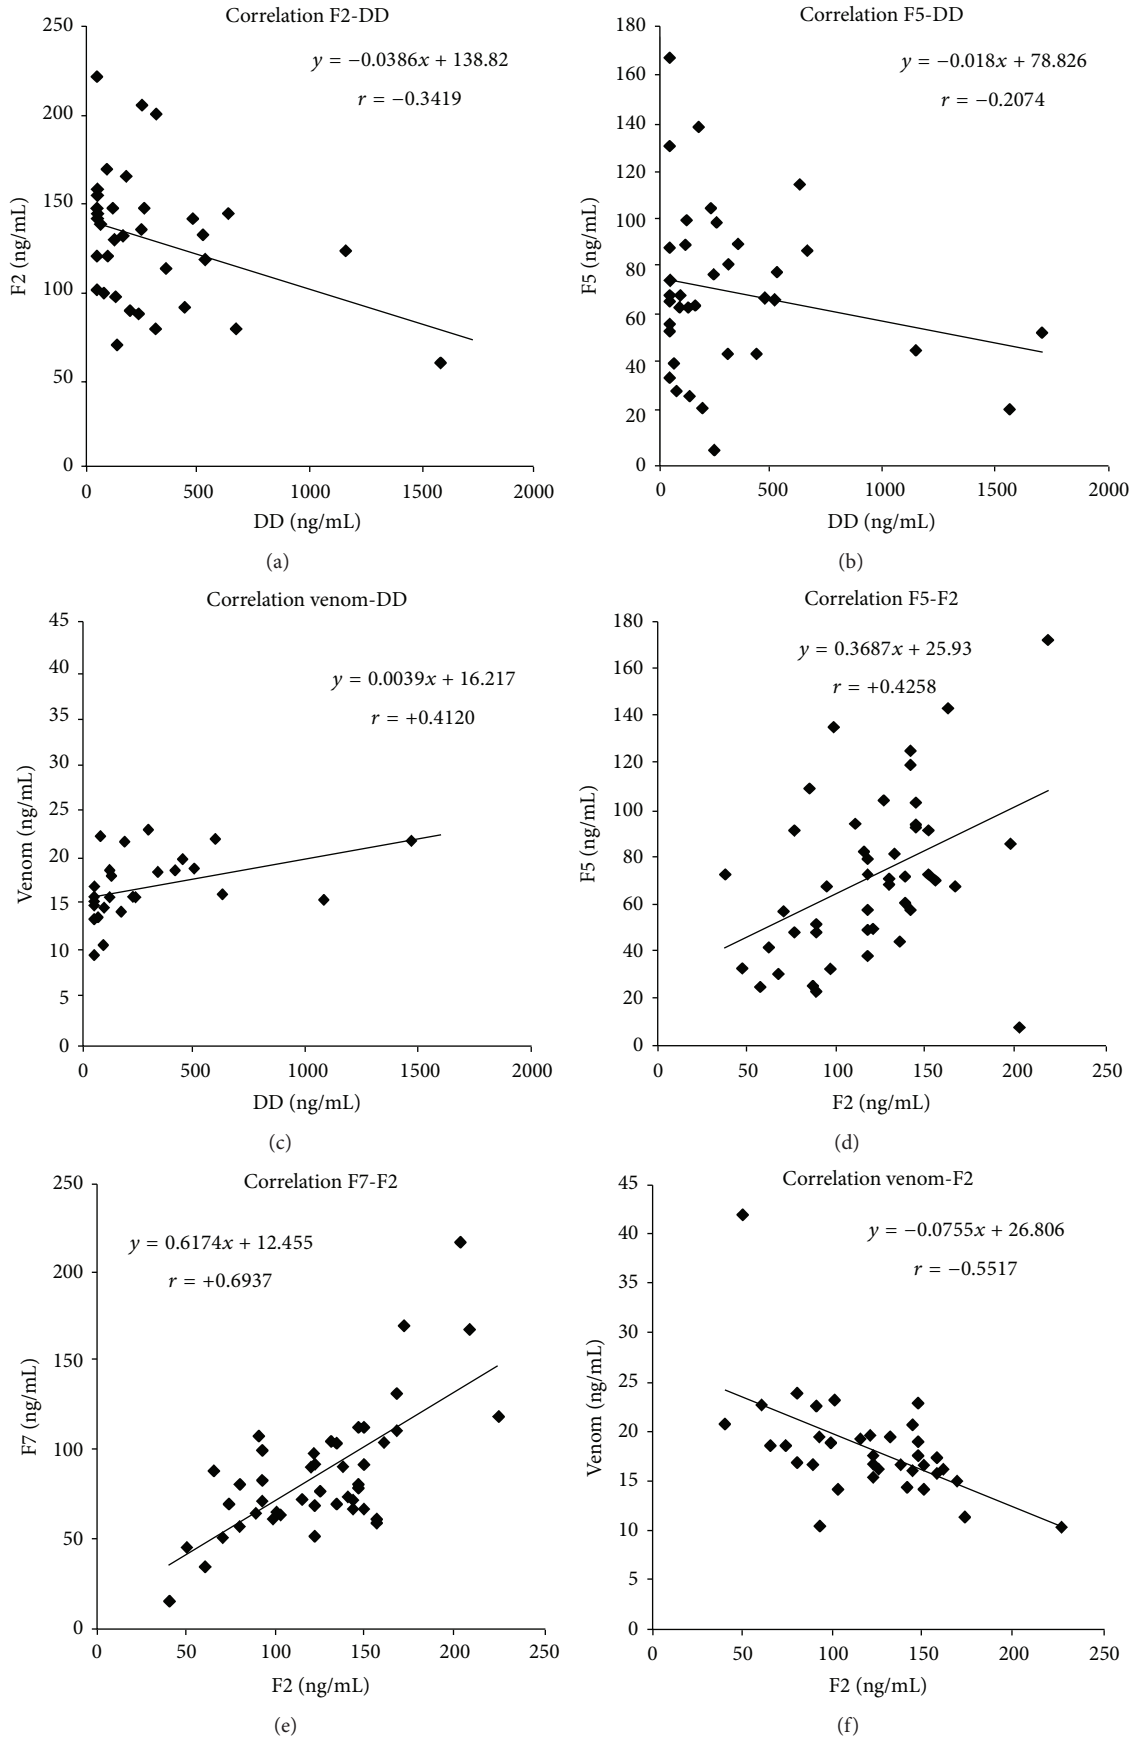 Correlation F2-DD
y = −0.0386x + 138.82
r = −0.3419
F2 (ng/mL)
250
200
150
100
50
0
0 500 1000 1500 2000
DD (ng/mL)
(a)
Correlation F5-DD
y = −0.018x + 78.826
r = −0.2074
F5 (ng/mL)
180
160
140
120
100
80
60
40
20
0
0 500 1000 1500 2000
DD (ng/mL)
(b)
Correlation venom-DD
y = 0.0039x + 16.217
r = +0.4120
Venom (ng/mL)
45
40
35
30
25
20
15
10
5
0
0 500 1000 1500 2000
DD (ng/mL)
(c)
Correlation F5-F2
y = 0.3687x + 25.93
r = +0.4258
F5 (ng/mL)
180
160
140
120
100
80
60
40
20
0
0 50 100 150 200 250
F2 (ng/mL)
(d)
Correlation F7-F2
y = 0.6174x + 12.455
r = +0.6937
F7 (ng/mL)
250
200
150
100
50
0
0 50 100 150 200 250
F2 (ng/mL)
(e)
Correlation venom-F2
y = −0.0755x + 26.806
r = −0.5517
Venom (ng/mL)
45
40
35
30
25
20
15
10
5
0
0 50 100 150 200 250
F2 (ng/mL)
(f)